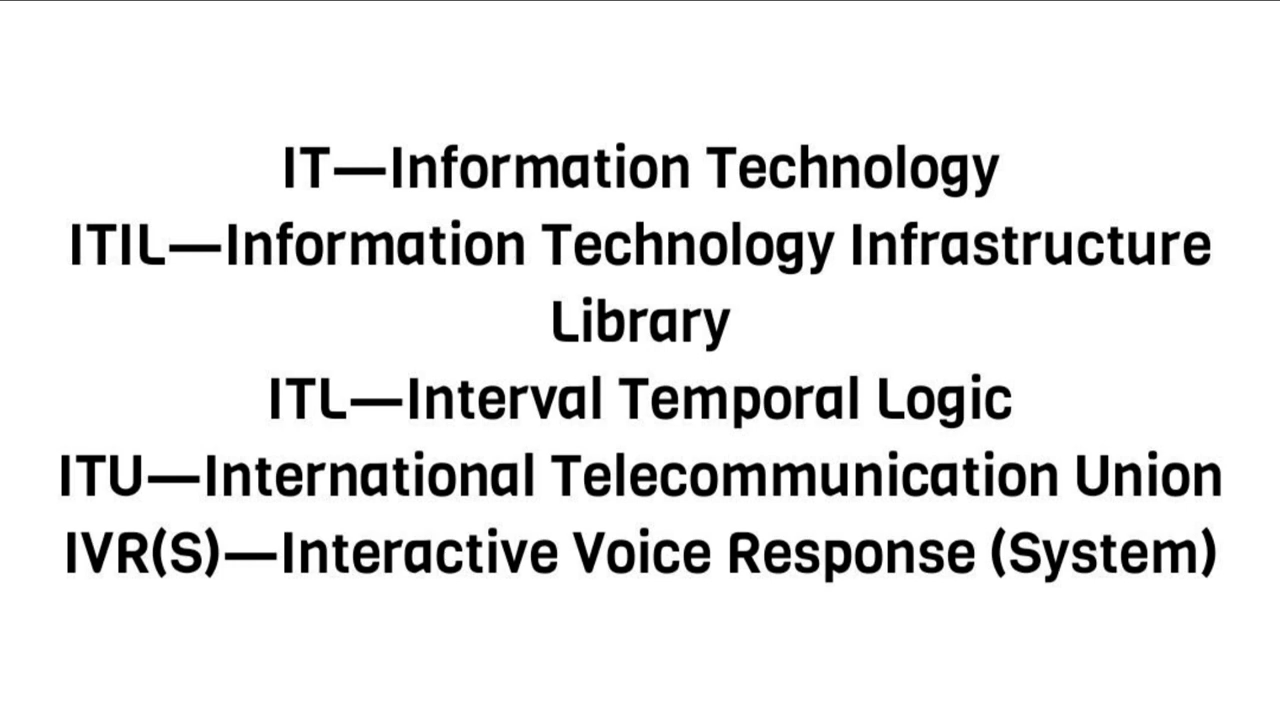 IT—Information Technology
ITIL—Information Technology Infrastructure
Library
ITL—Interval Temporal Logic
ITU—International Telecommunication Union
IVR(S)—Interactive Voice Response (System)